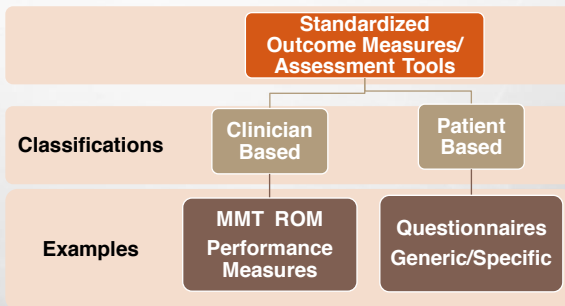 Standardized
Outcome Measures/
Assessment Tools
Classifications
Clinician
Based
Patient
Based
Examples
MMT ROM
Performance
Measures
Questionnaires
Generic/Specific